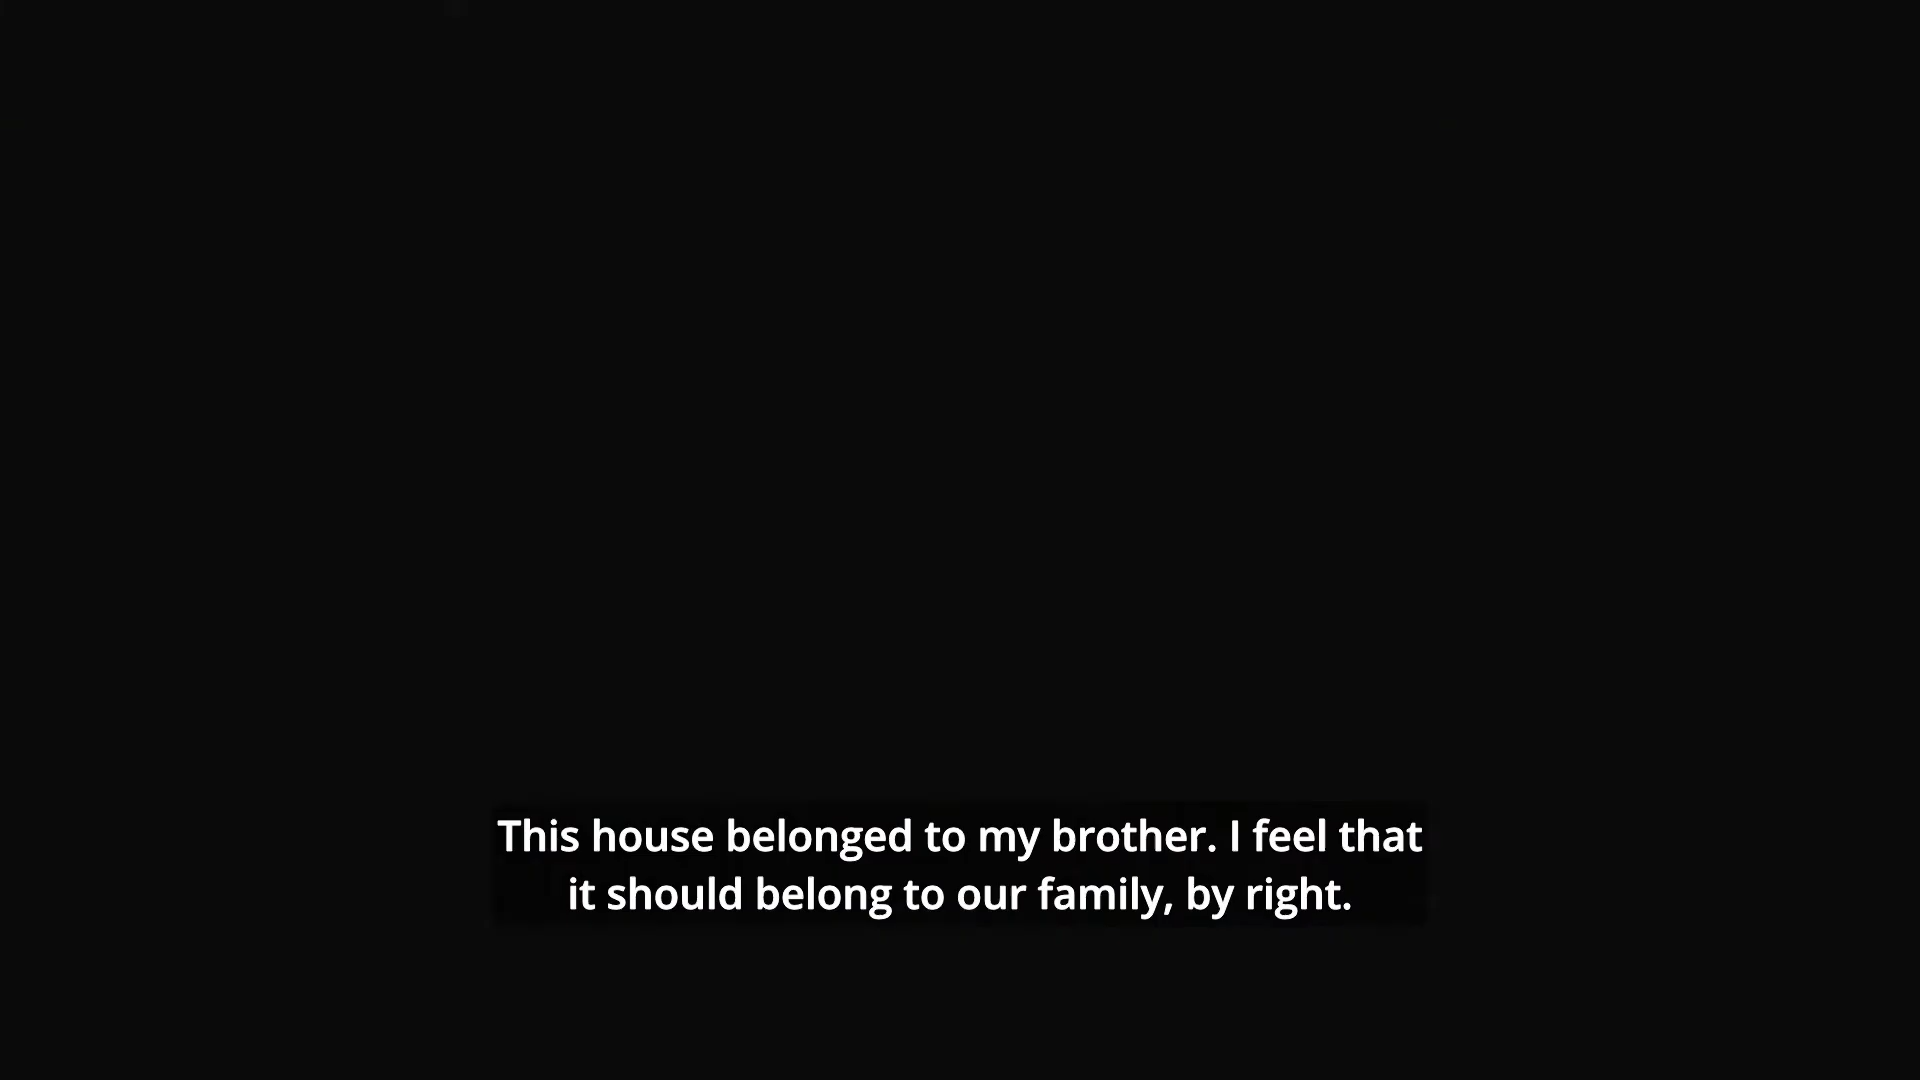 This house belonged to my brother. I feel that
it should belong to our family, by right.